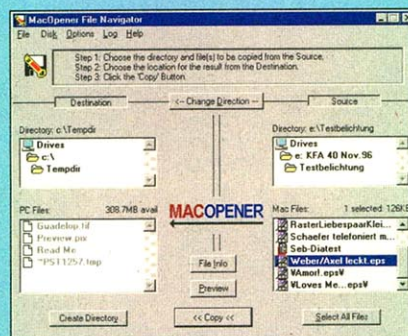 MacOpener File Navigator
File Disk Options Log Help
Step 1: Choose the directory and file(s) to be copied from the Source,
Step 2: Choose the location for the result from the Destination.
Step 3: Click the 'Copy' Button.
Destination
<-- Change Direction --
Source
Directory: c:\Tempdir
Drives
c:\
Tempdir
Directory: e:\Testbelichtung
Drives
e: KFA 40 Nov.96
Testbelichtung
PC Files: 308.7MB avail
Guadelop.tif
Preview.pix
Read Me
~PST1257.tmp
MACOPENER
File Info
Preview
Mac Files: 1 selected 126KB
RasterLiebespaarKlei...
Schaefer telefoniert m...
Seb-Diatest
Weber/Axel leckt.eps
¥Amor!.eps¥
¥Loves Me...eps¥
Create Directory
<< Copy <<
Select All Files